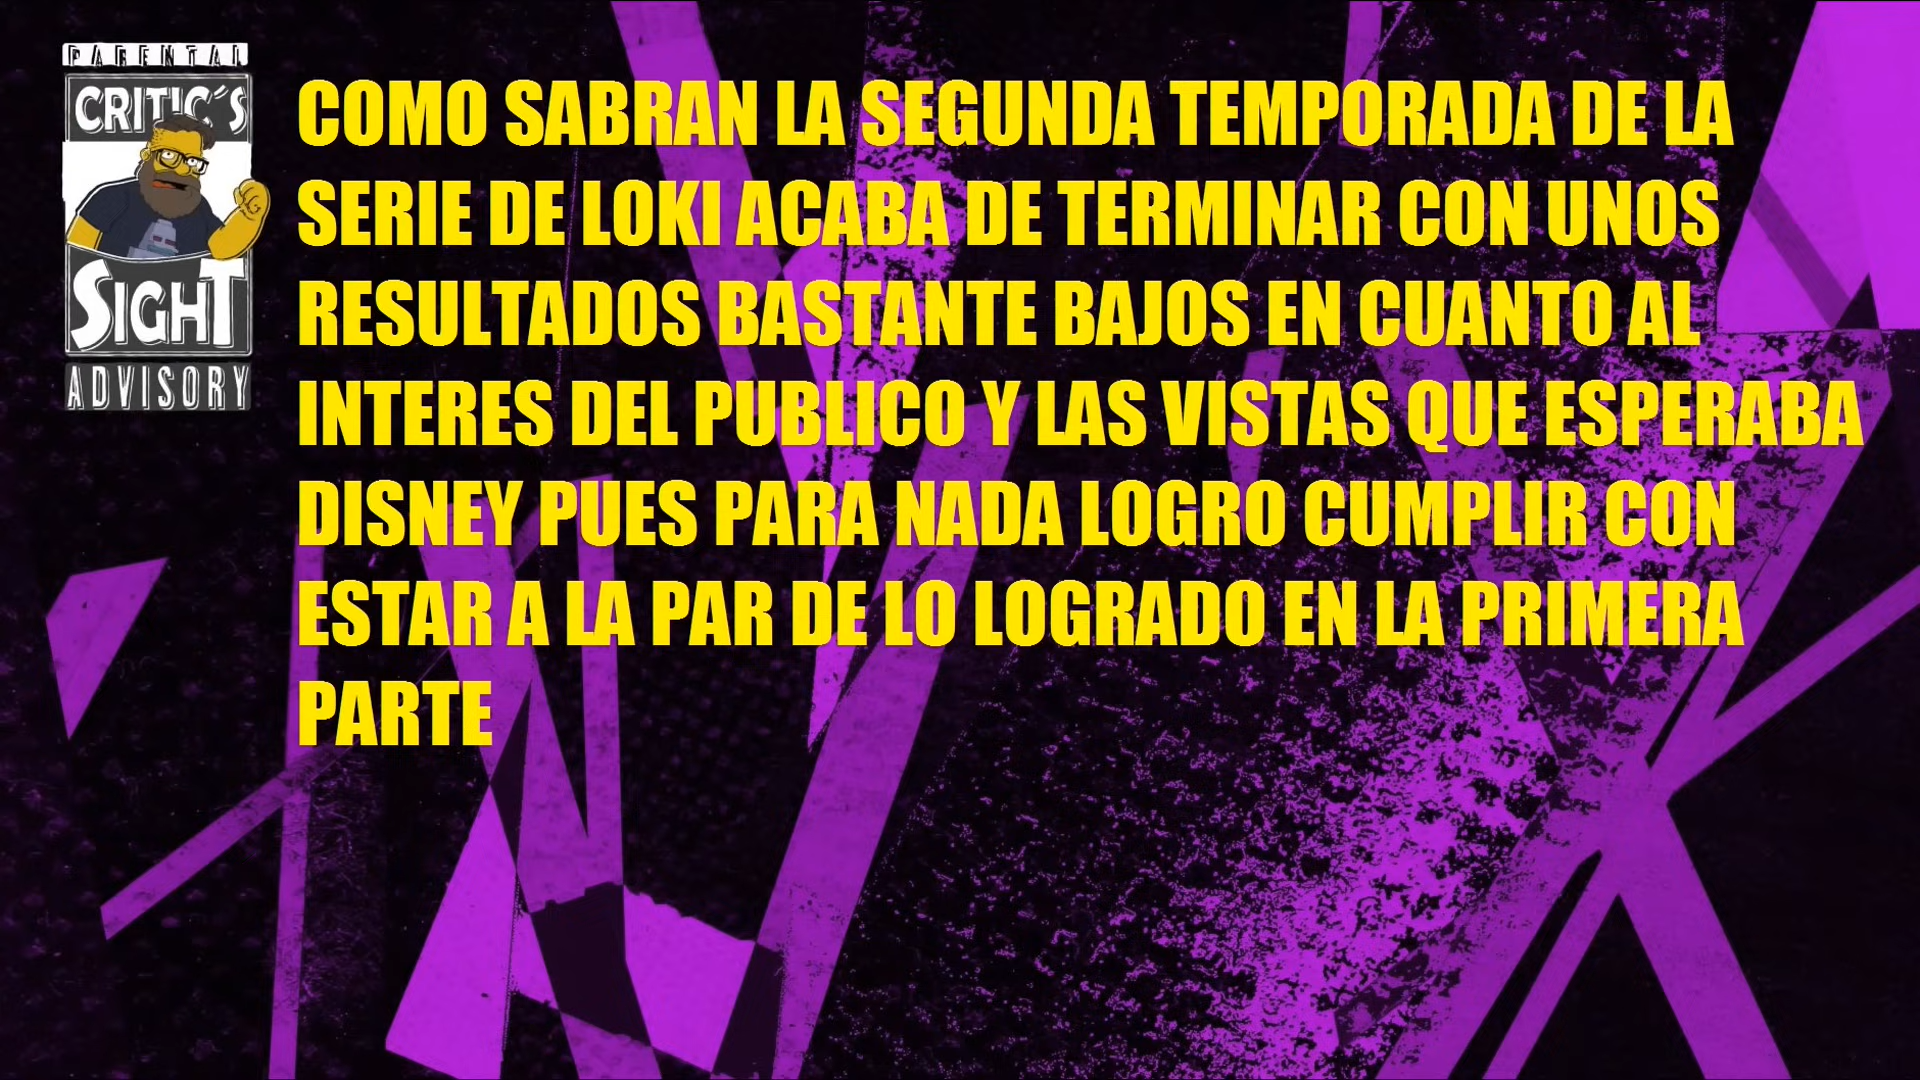 PARENTAL
CRITIC'S
SIGHT
ADVISORY
COMO SABRAN LA SEGUNDA TEMPORADA DE LA
SERIE DE LOKI ACABA DE TERMINAR CON UNOS
RESULTADOS BASTANTE BAJOS EN CUANTO AL
INTERES DEL PUBLICO Y LAS VISTAS QUE ESPERABA
DISNEY PUES PARA NADA LOGRO CUMPLIR CON
ESTAR A LA PAR DE LO LOGRADO EN LA PRIMERA
PARTE